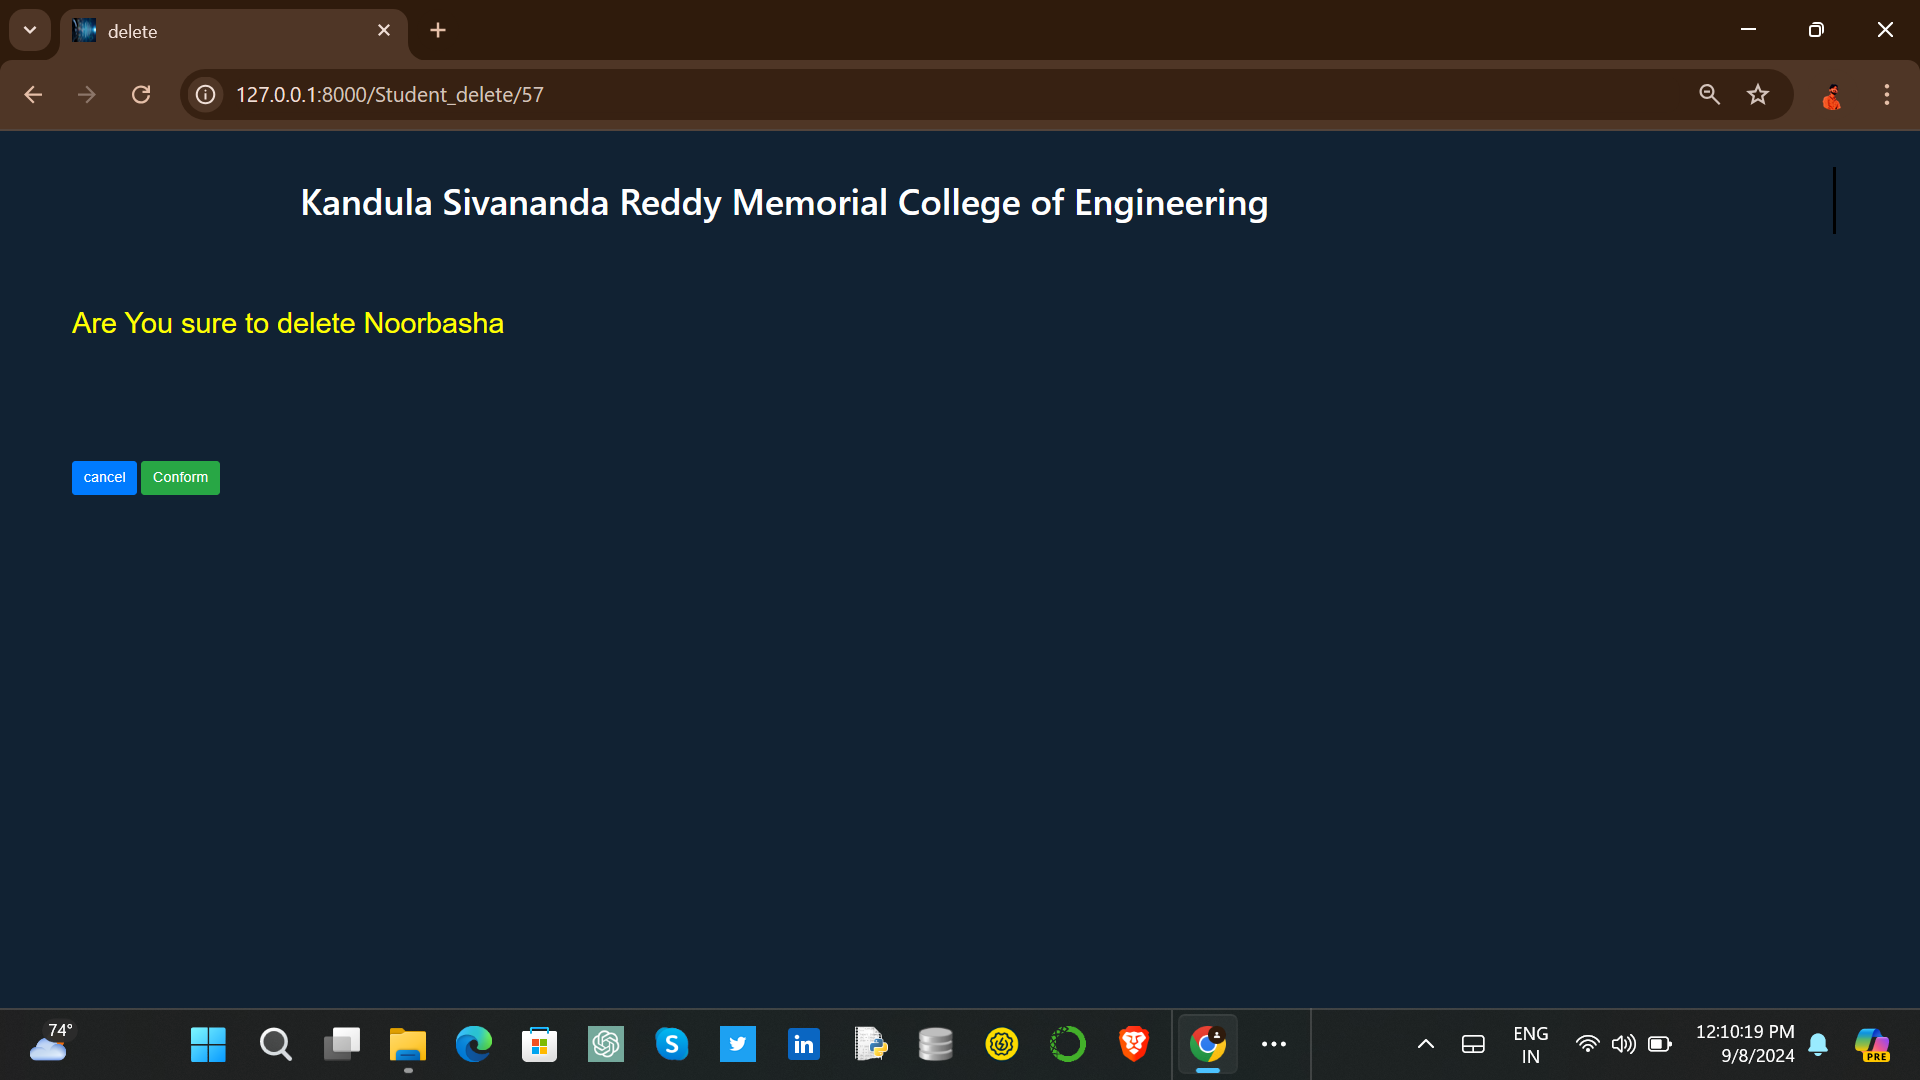 delete
127.0.0.1:8000/Student_delete/57
Kandula Sivananda Reddy Memorial College of Engineering
Are You sure to delete Noorbasha
cancel Conform
74°
ENG
IN
12:10:19 PM
9/8/2024
PRE